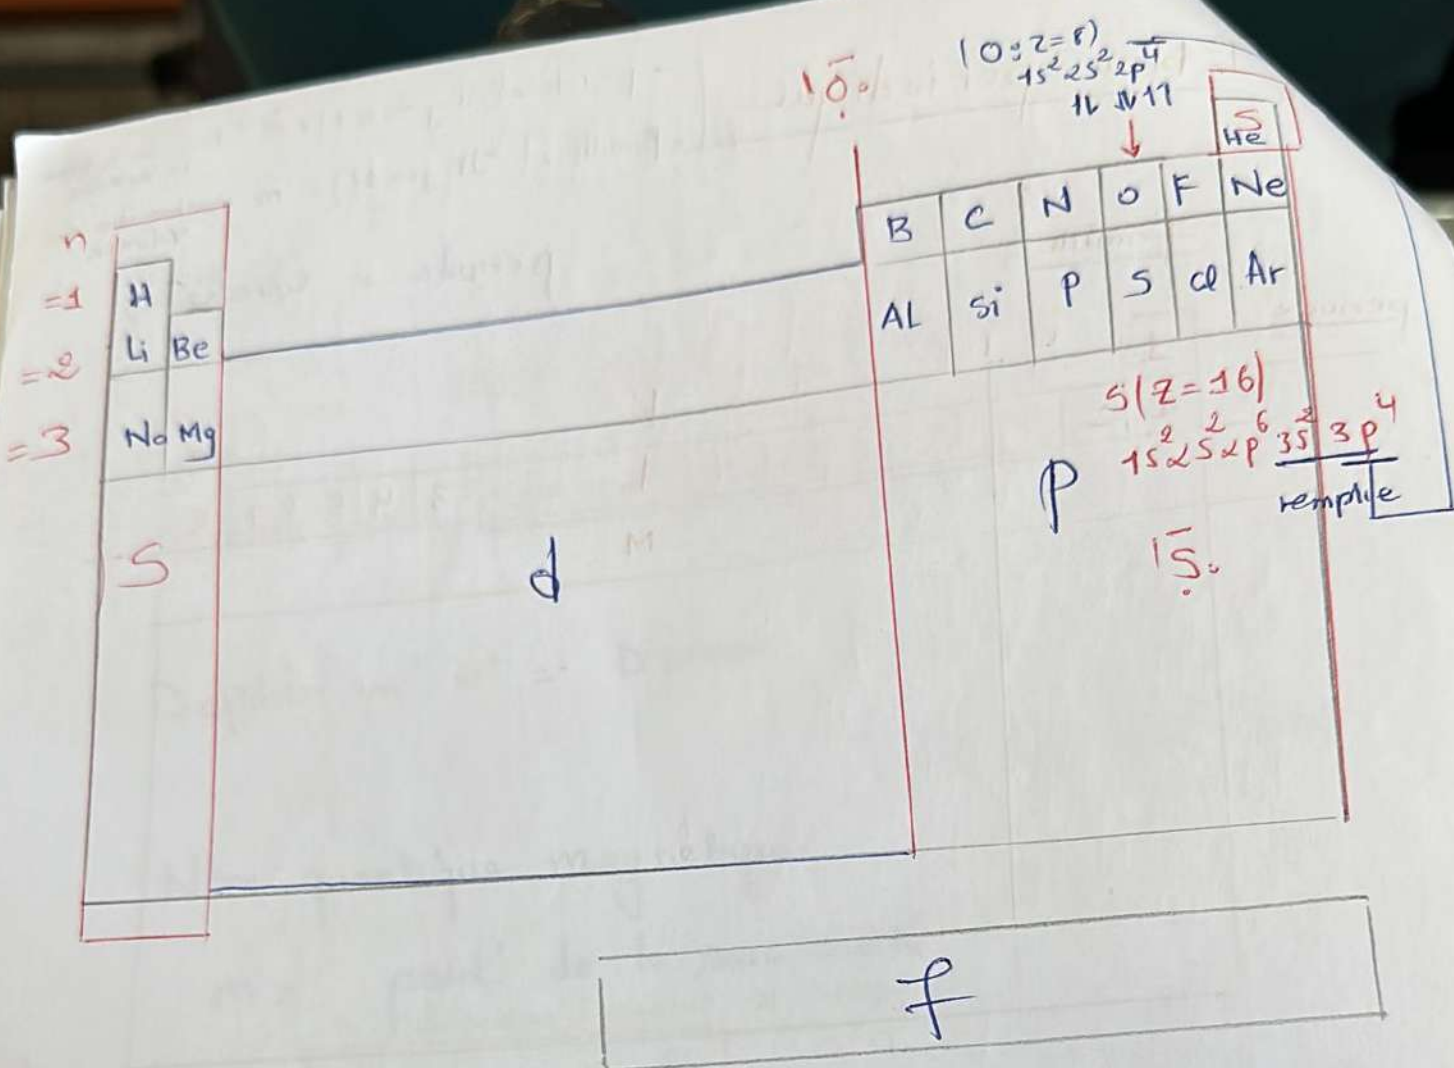 (O : Z=8)
1s² 2s² 2p⁴
O
S
He
n
B C N O F Ne
=1 H
AL Si P S Cl Ar
=2 Li Be
S(Z=16)
=3 Na Mg
1s² 2s 2p⁶ 3s² 3p⁴
p
remplie
S
S
d
f